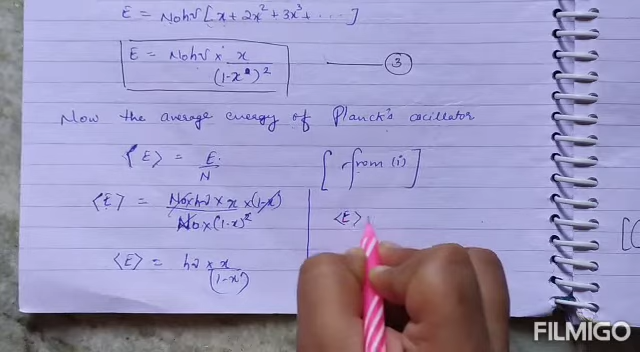 E = N₀hν [x + 2x² + 3x³ + ---- ]
E = N₀hν × x / (1-x)² —— ③
Now the average energy of Planck's oscillator
⟨E⟩ = E / N [ from (i) ]
⟨E⟩ = N₀×hν × x × (1-x) / N₀ × (1-x)²
⟨E⟩ = hν × x / (1-x)
⟨E⟩
FILMIGO